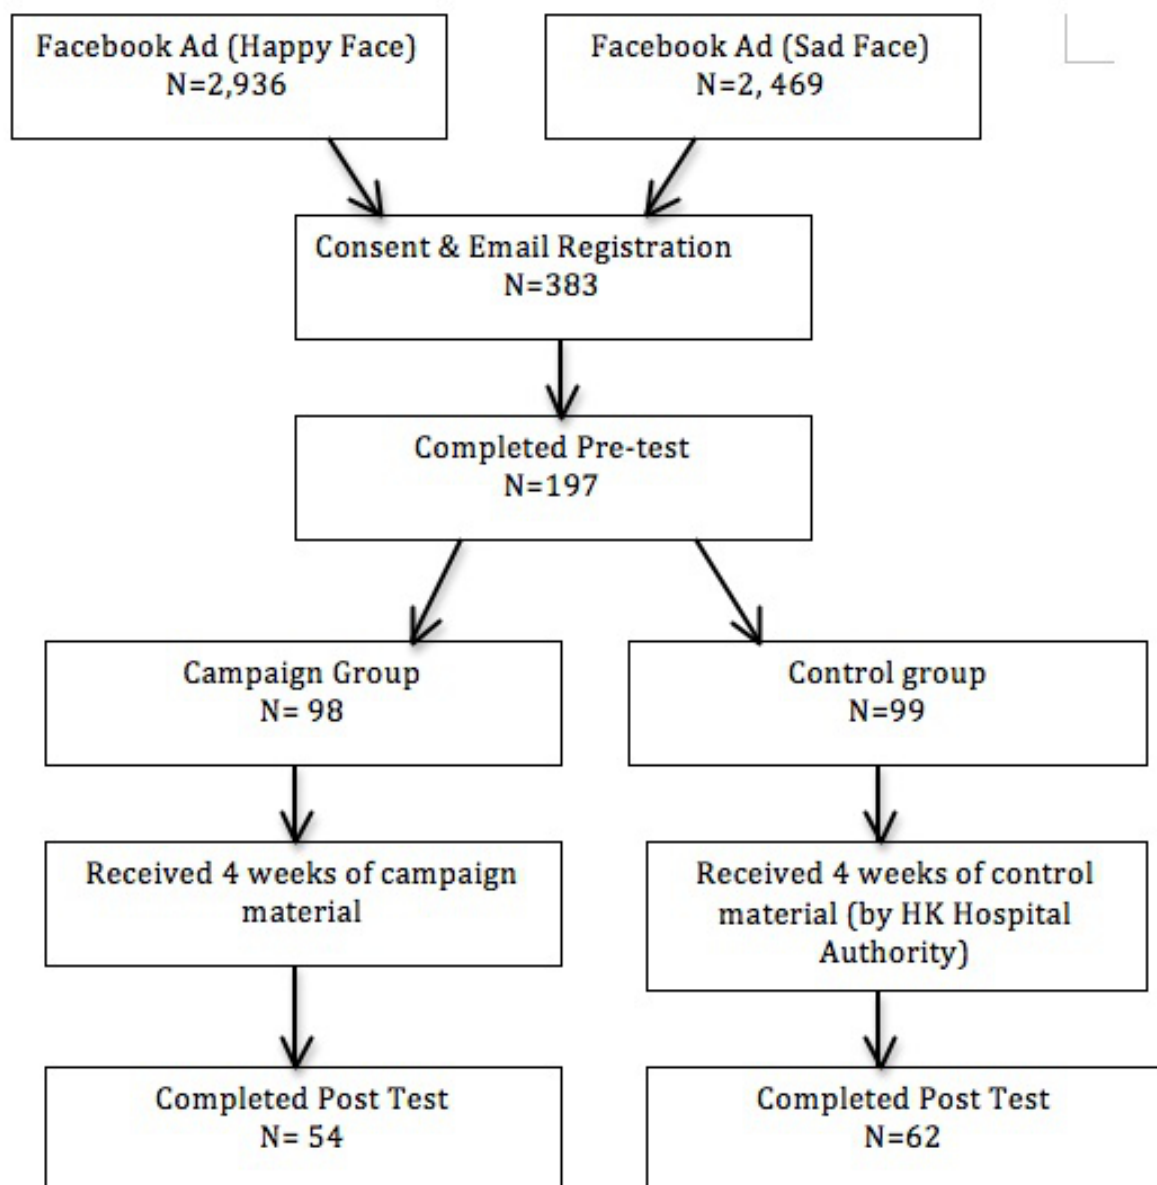 Facebook Ad (Happy Face)
N=2,936
Facebook Ad (Sad Face)
N=2, 469
Consent & Email Registration
N=383
Completed Pre-test
N=197
Campaign Group
N= 98
Control group
N=99
Received 4 weeks of campaign
material
Received 4 weeks of control
material (by HK Hospital
Authority)
Completed Post Test
N= 54
Completed Post Test
N=62